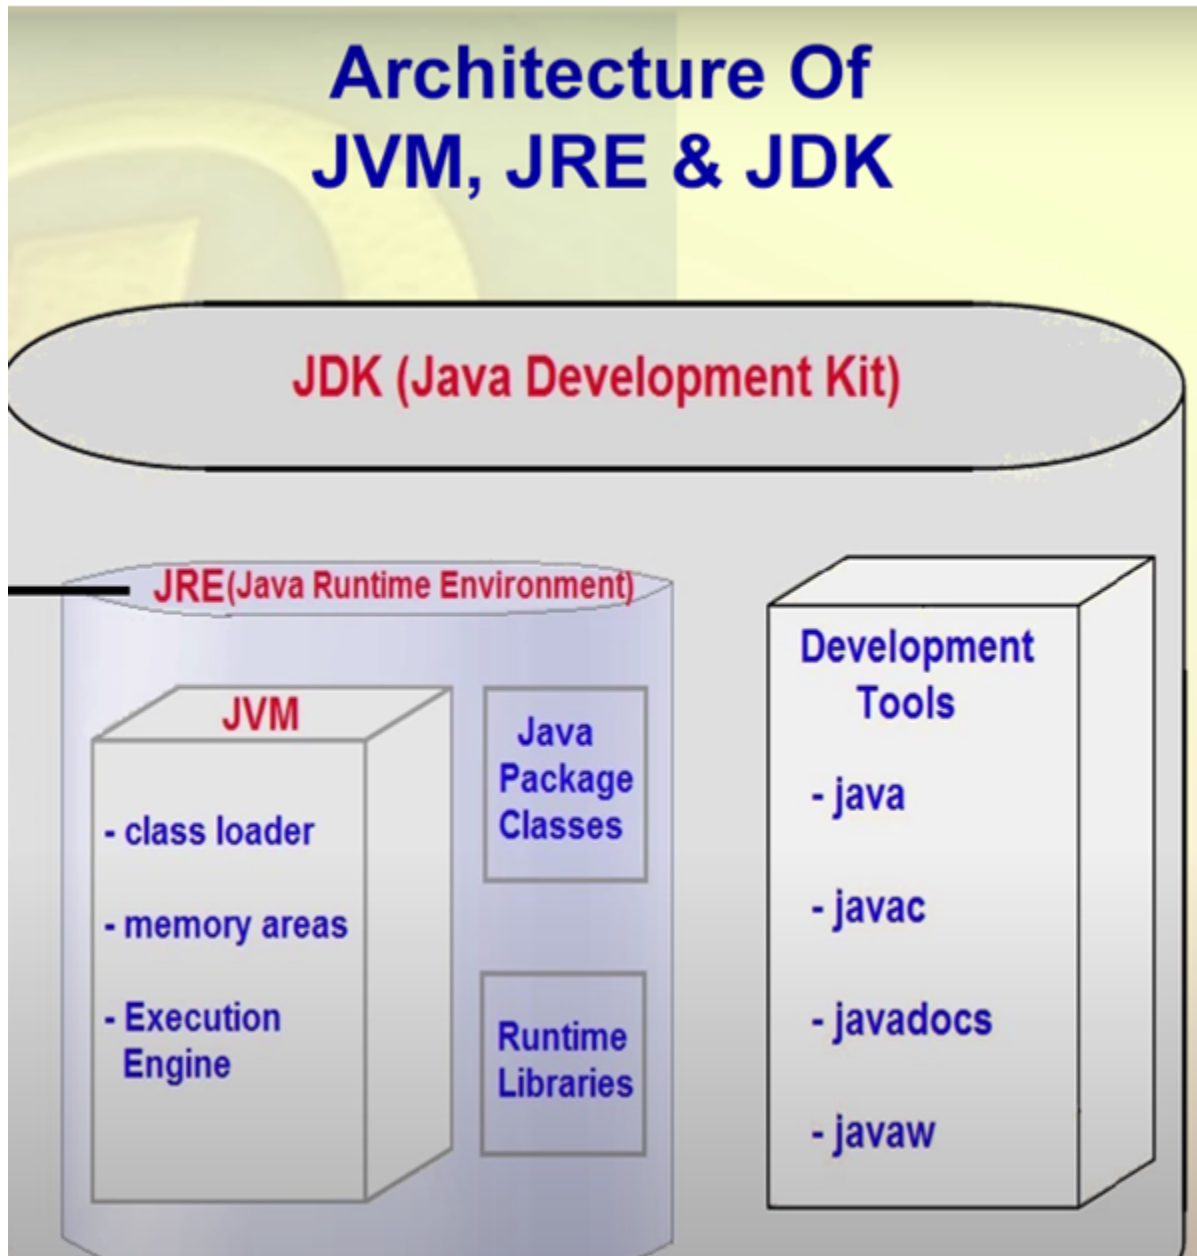 Architecture Of
JVM, JRE & JDK
JDK (Java Development Kit)
JRE(Java Runtime Environment)
JVM
- class loader
- memory areas
- Execution
Engine
Java
Package
Classes
Runtime
Libraries
Development
Tools
- java
- javac
- javadocs
- javaw